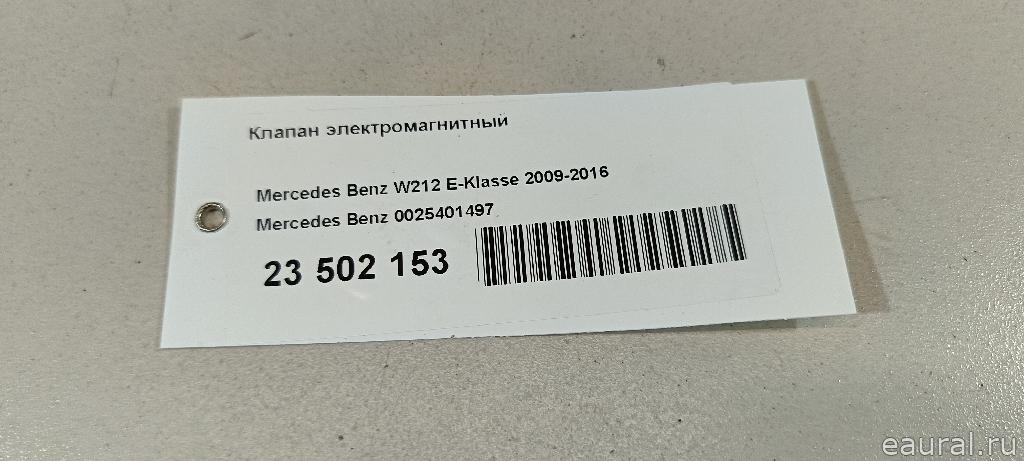 Клапан электромагнитный
Mercedes Benz W212 E-Klasse 2009-2016
Mercedes Benz 0025401497
23 502 153
eaural.ru